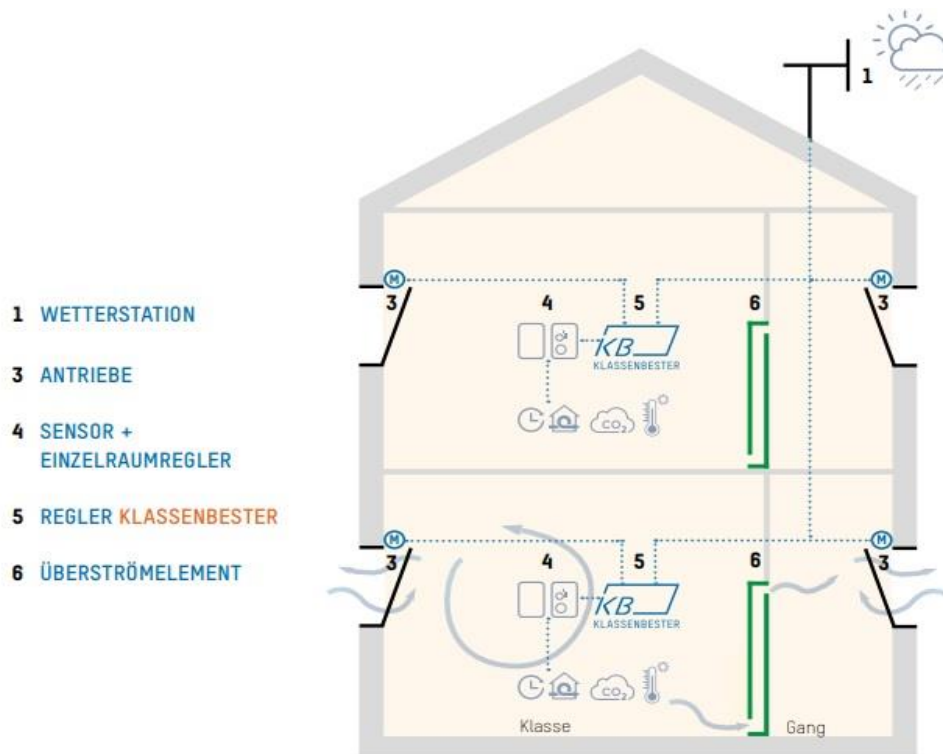 1
M
M
3
4
5
6
3
KB
KLASSENBESTER
CO2
1 WETTERSTATION
3 ANTRIEBE
4 SENSOR +
EINZELRAUMREGLER
5 REGLER KLASSENBESTER
6 ÜBERSTRÖMELEMENT
M
M
3
4
5
6
3
KB
KLASSENBESTER
CO2
Klasse
Gang